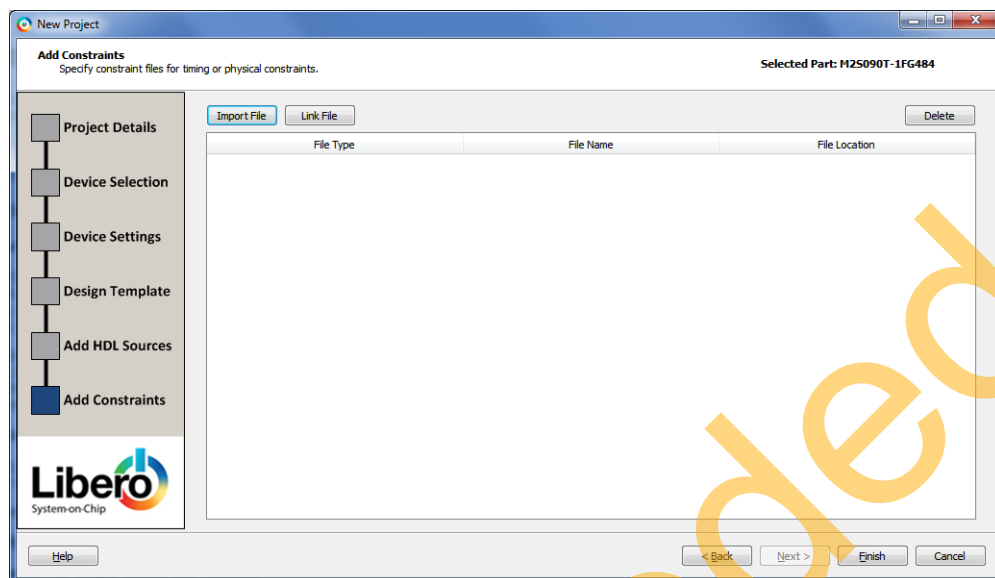 New Project
Add Constraints
Specify constraint files for timing or physical constraints.
Selected Part: M2S090T-1FG484
Project Details
Device Selection
Device Settings
Design Template
Add HDL Sources
Add Constraints
Libero
System-on-Chip
Import File Link File Delete
File Type File Name File Location
Help < Back Next > Finish Cancel